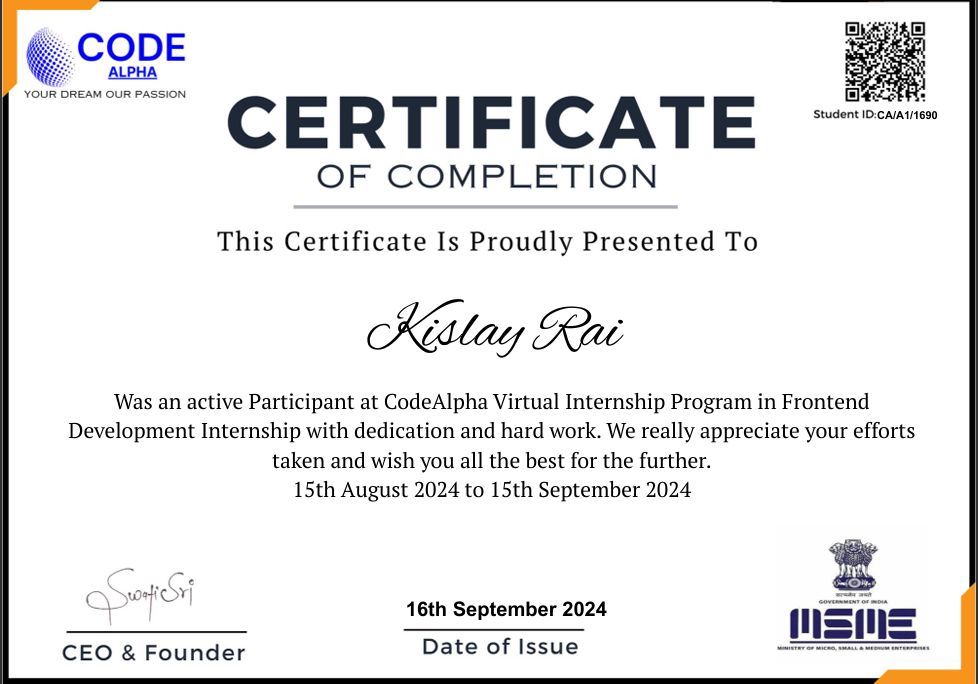 CODE
ALPHA
YOUR DREAM OUR PASSION
Student ID:CA/A1/1690
CERTIFICATE
OF COMPLETION
This Certificate Is Proudly Presented To
Kislay Rai
Was an active Participant at CodeAlpha Virtual Internship Program in Frontend
Development Internship with dedication and hard work. We really appreciate your efforts
taken and wish you all the best for the further.
15th August 2024 to 15th September 2024
SwatiSri
CEO & Founder
16th September 2024
Date of Issue
सत्यमेव जयते
GOVERNMENT OF INDIA
MSME
MINISTRY OF MICRO, SMALL & MEDIUM ENTERPRISES